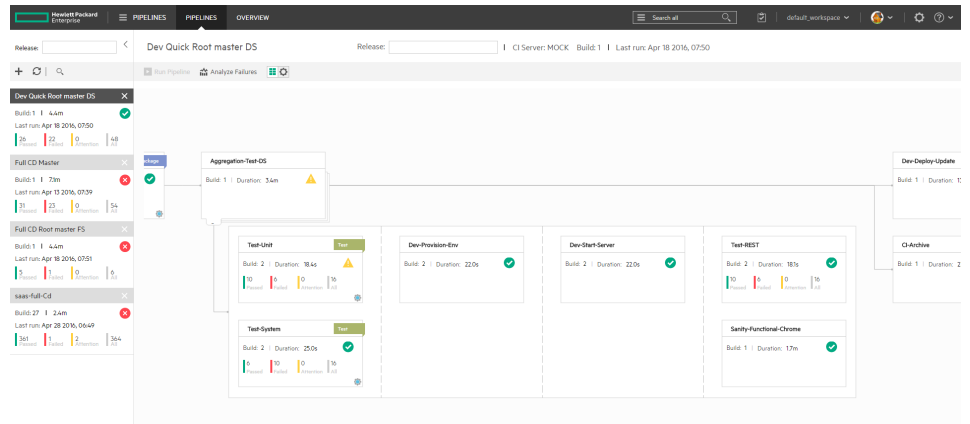 Hewlett Packard
Enterprise
PIPELINES
PIPELINES
OVERVIEW
Search all
default_workspace
Release:
Dev Quick Root master DS
Release:
CI Server: MOCK Build: 1 | Last run: Apr 18 2016, 07:50
Run Pipeline
Analyze Failures
Dev Quick Root master DS
Build: 1 | 4.4m
Last run: Apr 18 2016, 07:50
26 22 0 48
Passed Failed Attention All
Full CD Master
Build: 1 | 7.1m
Last run: Apr 13 2016, 07:39
31 23 0 54
Passed Failed Attention All
Full CD Root master FS
Build: 1 | 4.4m
Last run: Apr 18 2016, 07:51
5 1 0 6
Passed Failed Attention All
saas-full-Cd
Build: 27 | 2.4m
Last run: Apr 28 2016, 06:49
361 1 2 364
Passed Failed Attention All
ckage
Aggregation-Test-DS
Build: 1 | Duration: 3.4m
Dev-Deploy-Update
Build: 1 | Duration:
Test-Unit
Test
Build: 2 | Duration: 18.4s
10 6 0 16
Passed Failed Attention All
Dev-Provision-Env
Build: 2 | Duration: 22.0s
Dev-Start-Server
Build: 2 | Duration: 22.0s
Test-REST
Build: 2 | Duration: 18.1s
10 6 0 16
Passed Failed Attention All
CI-Archive
Build: 1 | Duration: 2
Test-System
Test
Build: 2 | Duration: 25.0s
6 10 0 16
Passed Failed Attention All
Sanity-Functional-Chrome
Build: 1 | Duration: 1.7m